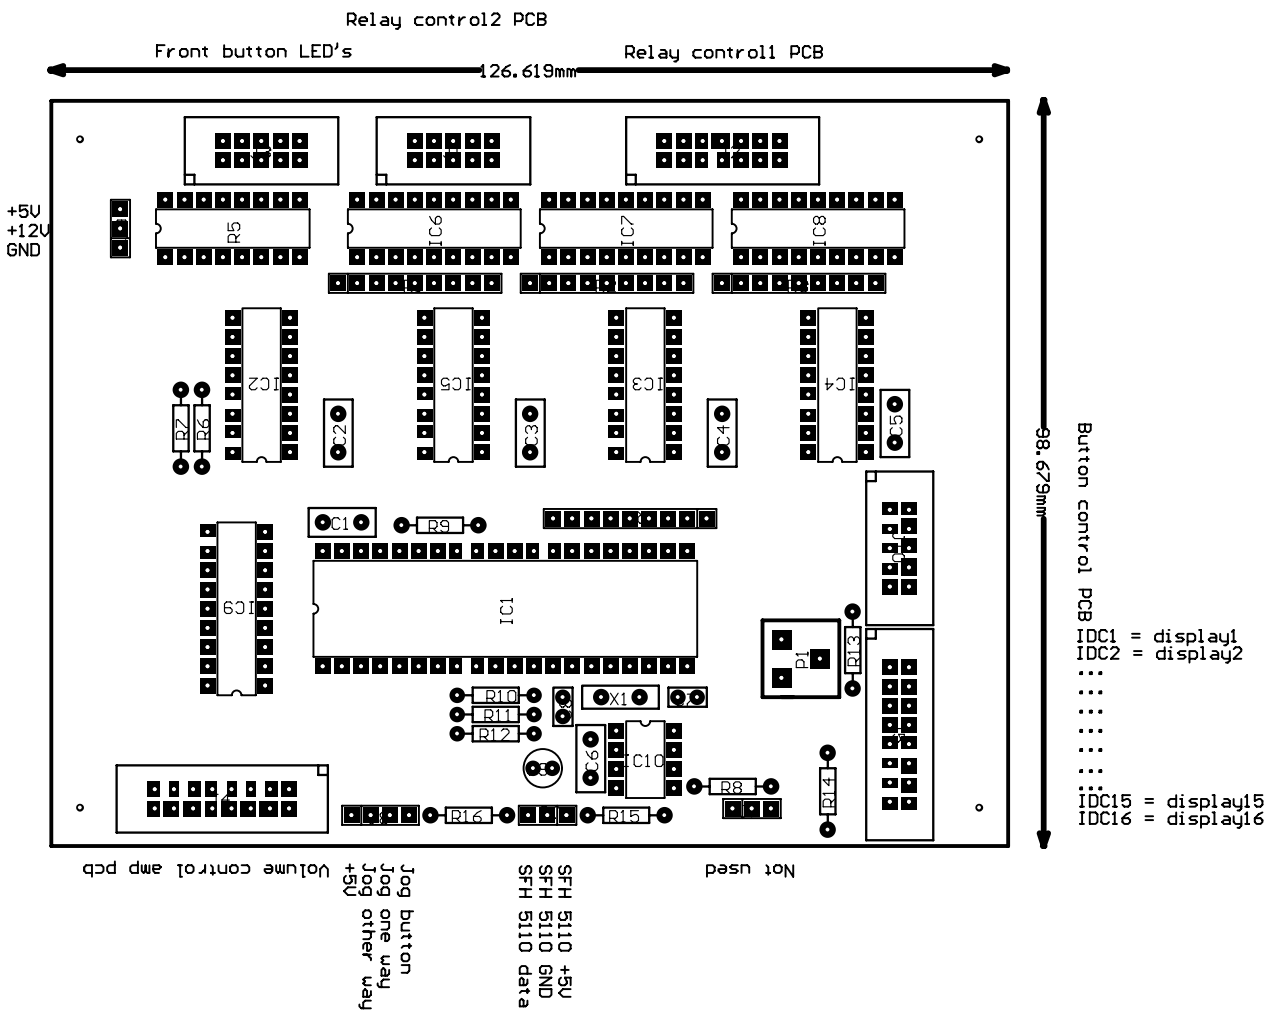 Relay control2 PCB
Front button LED's
Relay control1 PCB
126.619mm
+5V
+12V
GND
R5
IC6
IC7
IC8
IC2
IC5
IC3
IC4
R7
R6
C2
C3
C4
C5
98.679mm
C1
R9
IC9
IC1
P1
R13
Button control PCB
IDC1 = display1
IDC2 = display2
...
...
...
...
...
...
...
IDC15 = display15
IDC16 = display16
R10
R11
R12
X1
C6
IC10
R8
R14
R16
R15
Volume control amp pcb
Jog button
Jog one way
Jog other way
+5V
SFH 5110 +5V
SFH 5110 GND
SFH 5110 data
Not used